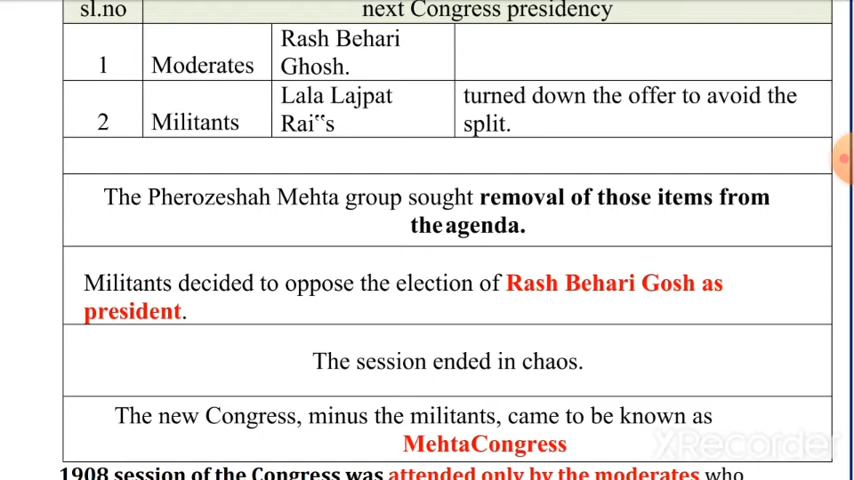 sl.no next Congress presidency
1 Moderates Rash Behari Ghosh.
2 Militants Lala Lajpat Rai‟s turned down the offer to avoid the split.
The Pherozeshah Mehta group sought removal of those items from
theagenda.
Militants decided to oppose the election of Rash Behari Gosh as
president.
The session ended in chaos.
The new Congress, minus the militants, came to be known as
MehtaCongress
XRecorder
1908 session of the Congress was attended only by the moderates who